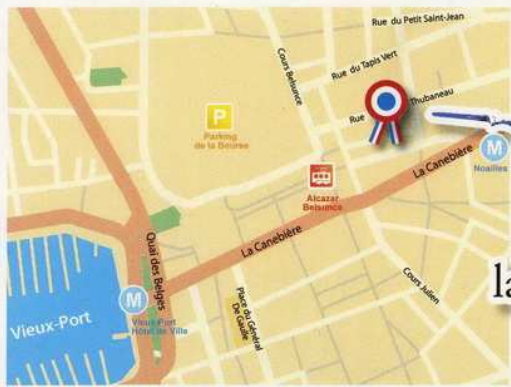 Rue du Petit Saint-Jean
Cours Belsunce
Rue du Tapis Vert
Rue Thubaneau
P
Parking
de la Bourse
M
Noailles
La Canebière
Alcazar
Belsunce
La Canebière
Quai des Belges
Cours Julien
la
M
Vieux-Port
Hôtel de Ville
Place du Général
De Gaulle
Vieux-Port